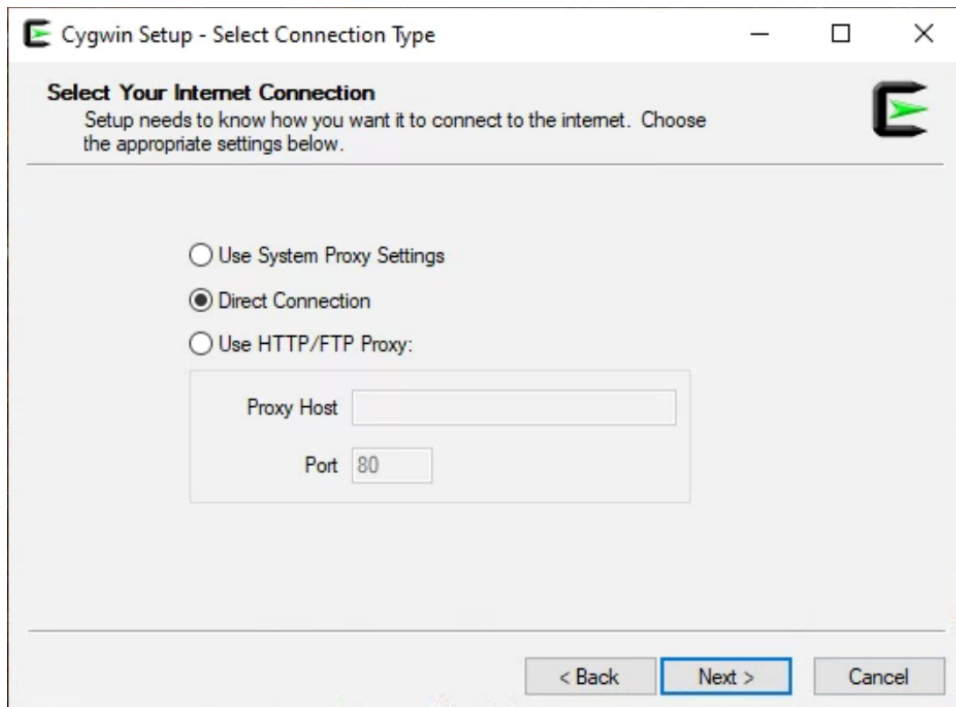 Cygwin Setup - Select Connection Type
Select Your Internet Connection
Setup needs to know how you want it to connect to the internet. Choose
the appropriate settings below.
Use System Proxy Settings
Direct Connection
Use HTTP/FTP Proxy:
Proxy Host
Port 80
< Back Next > Cancel